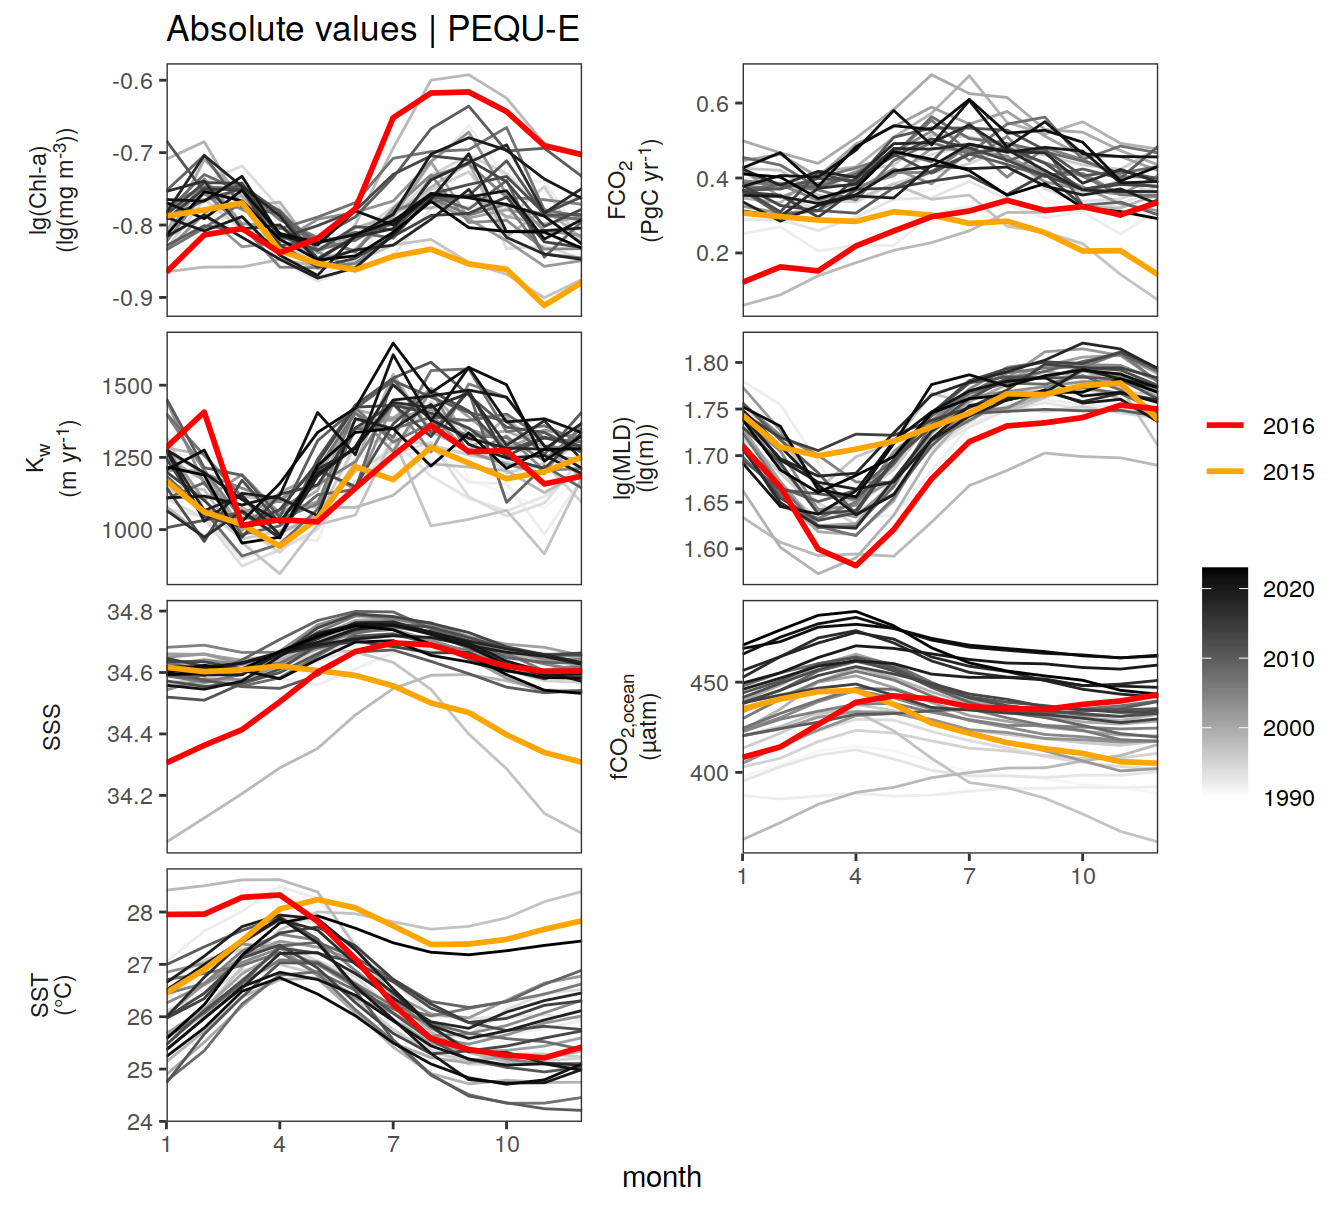 Absolute values | PEQU-E
lg(Chl-a)
(lg(mg m⁻³))
-0.6
-0.7
-0.8
-0.9
FCO₂
(PgC yr⁻¹)
0.6
0.4
0.2
K_w
(m yr⁻¹)
1500
1250
1000
lg(MLD)
(lg(m))
1.80
1.75
1.70
1.65
1.60
SSS
34.8
34.6
34.4
34.2
fCO₂,ocean
(µatm)
450
400
1
4
7
10
SST
(°C)
28
27
26
25
24
1
4
7
10
month
2016
2015
2020
2010
2000
1990